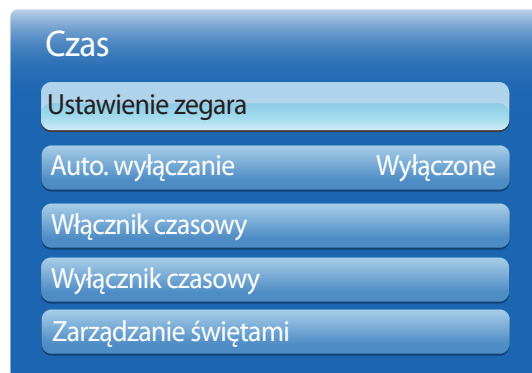 Czas
Ustawienie zegara
Auto. wyłączanie Wyłączone
Włącznik czasowy
Wyłącznik czasowy
Zarządzanie świętami